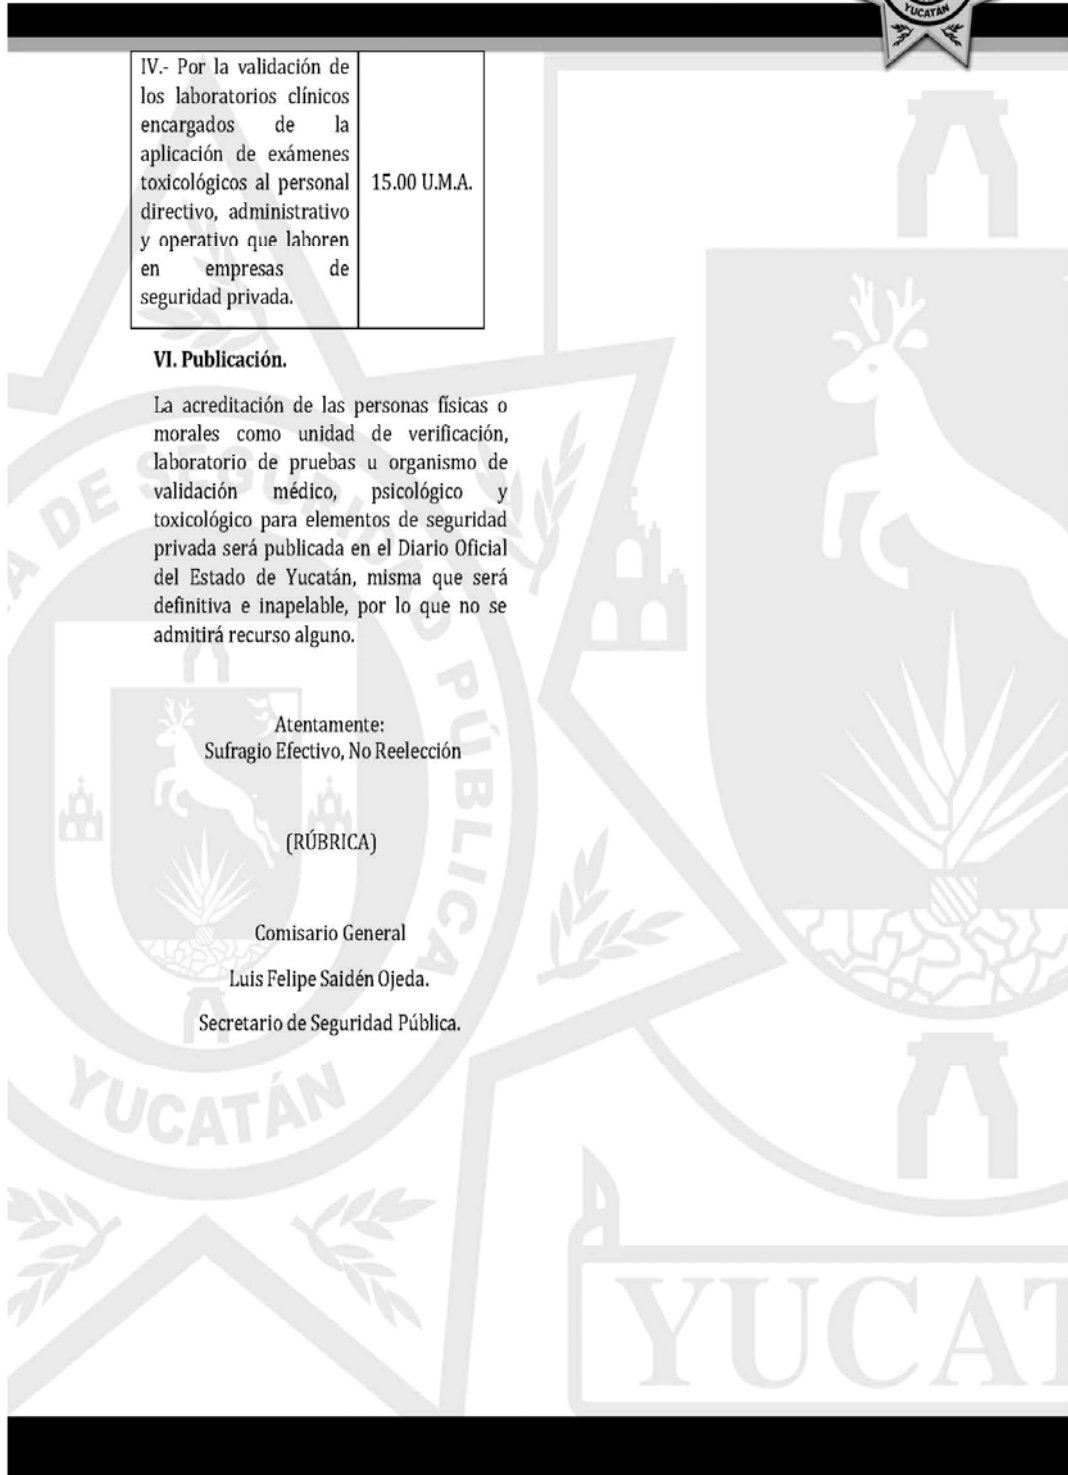 YUCATÁN
IV.- Por la validación de
los laboratorios clínicos
encargados de la
aplicación de exámenes
toxicológicos al personal
directivo, administrativo
y operativo que laboren
en empresas de
seguridad privada.
15.00 U.M.A.
VI. Publicación.
La acreditación de las personas físicas o
morales como unidad de verificación,
laboratorio de pruebas u organismo de
validación médico, psicológico y
toxicológico para elementos de seguridad
privada será publicada en el Diario Oficial
del Estado de Yucatán, misma que será
definitiva e inapelable, por lo que no se
admitirá recurso alguno.
Atentamente:
Sufragio Efectivo, No Reelección
(RÚBRICA)
Comisario General
Luis Felipe Saidén Ojeda.
Secretario de Seguridad Pública.
A DE SEGURIDAD PÚBLICA
YUCATÁN
YUCAT